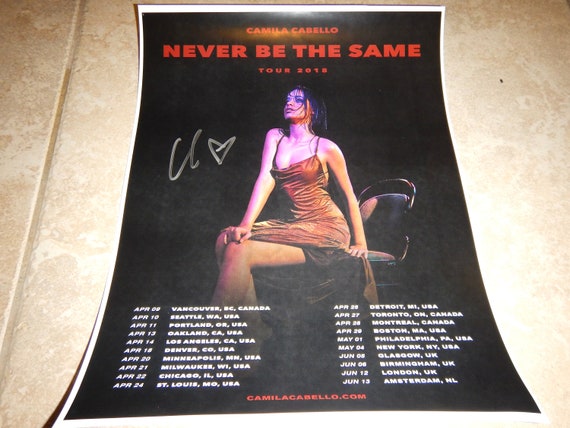 CAMILA CABELLO
NEVER BE THE SAME
TOUR 2018
APR 09 VANCOUVER, BC, CANADA
APR 10 SEATTLE, WA, USA
APR 11 PORTLAND, OR, USA
APR 13 OAKLAND, CA, USA
APR 14 LOS ANGELES, CA, USA
APR 18 DENVER, CO, USA
APR 20 MINNEAPOLIS, MN, USA
APR 21 MILWAUKEE, WI, USA
APR 22 CHICAGO, IL, USA
APR 24 ST. LOUIS, MO, USA
APR 25 DETROIT, MI, USA
APR 27 TORONTO, ON, CANADA
APR 28 MONTREAL, CANADA
APR 29 BOSTON, MA, USA
MAY 01 PHILADELPHIA, PA, USA
MAY 04 NEW YORK, NY, USA
JUN 05 GLASGOW, UK
JUN 06 BIRMINGHAM, UK
JUN 12 LONDON, UK
JUN 13 AMSTERDAM, NL
CAMILACABELLO.COM